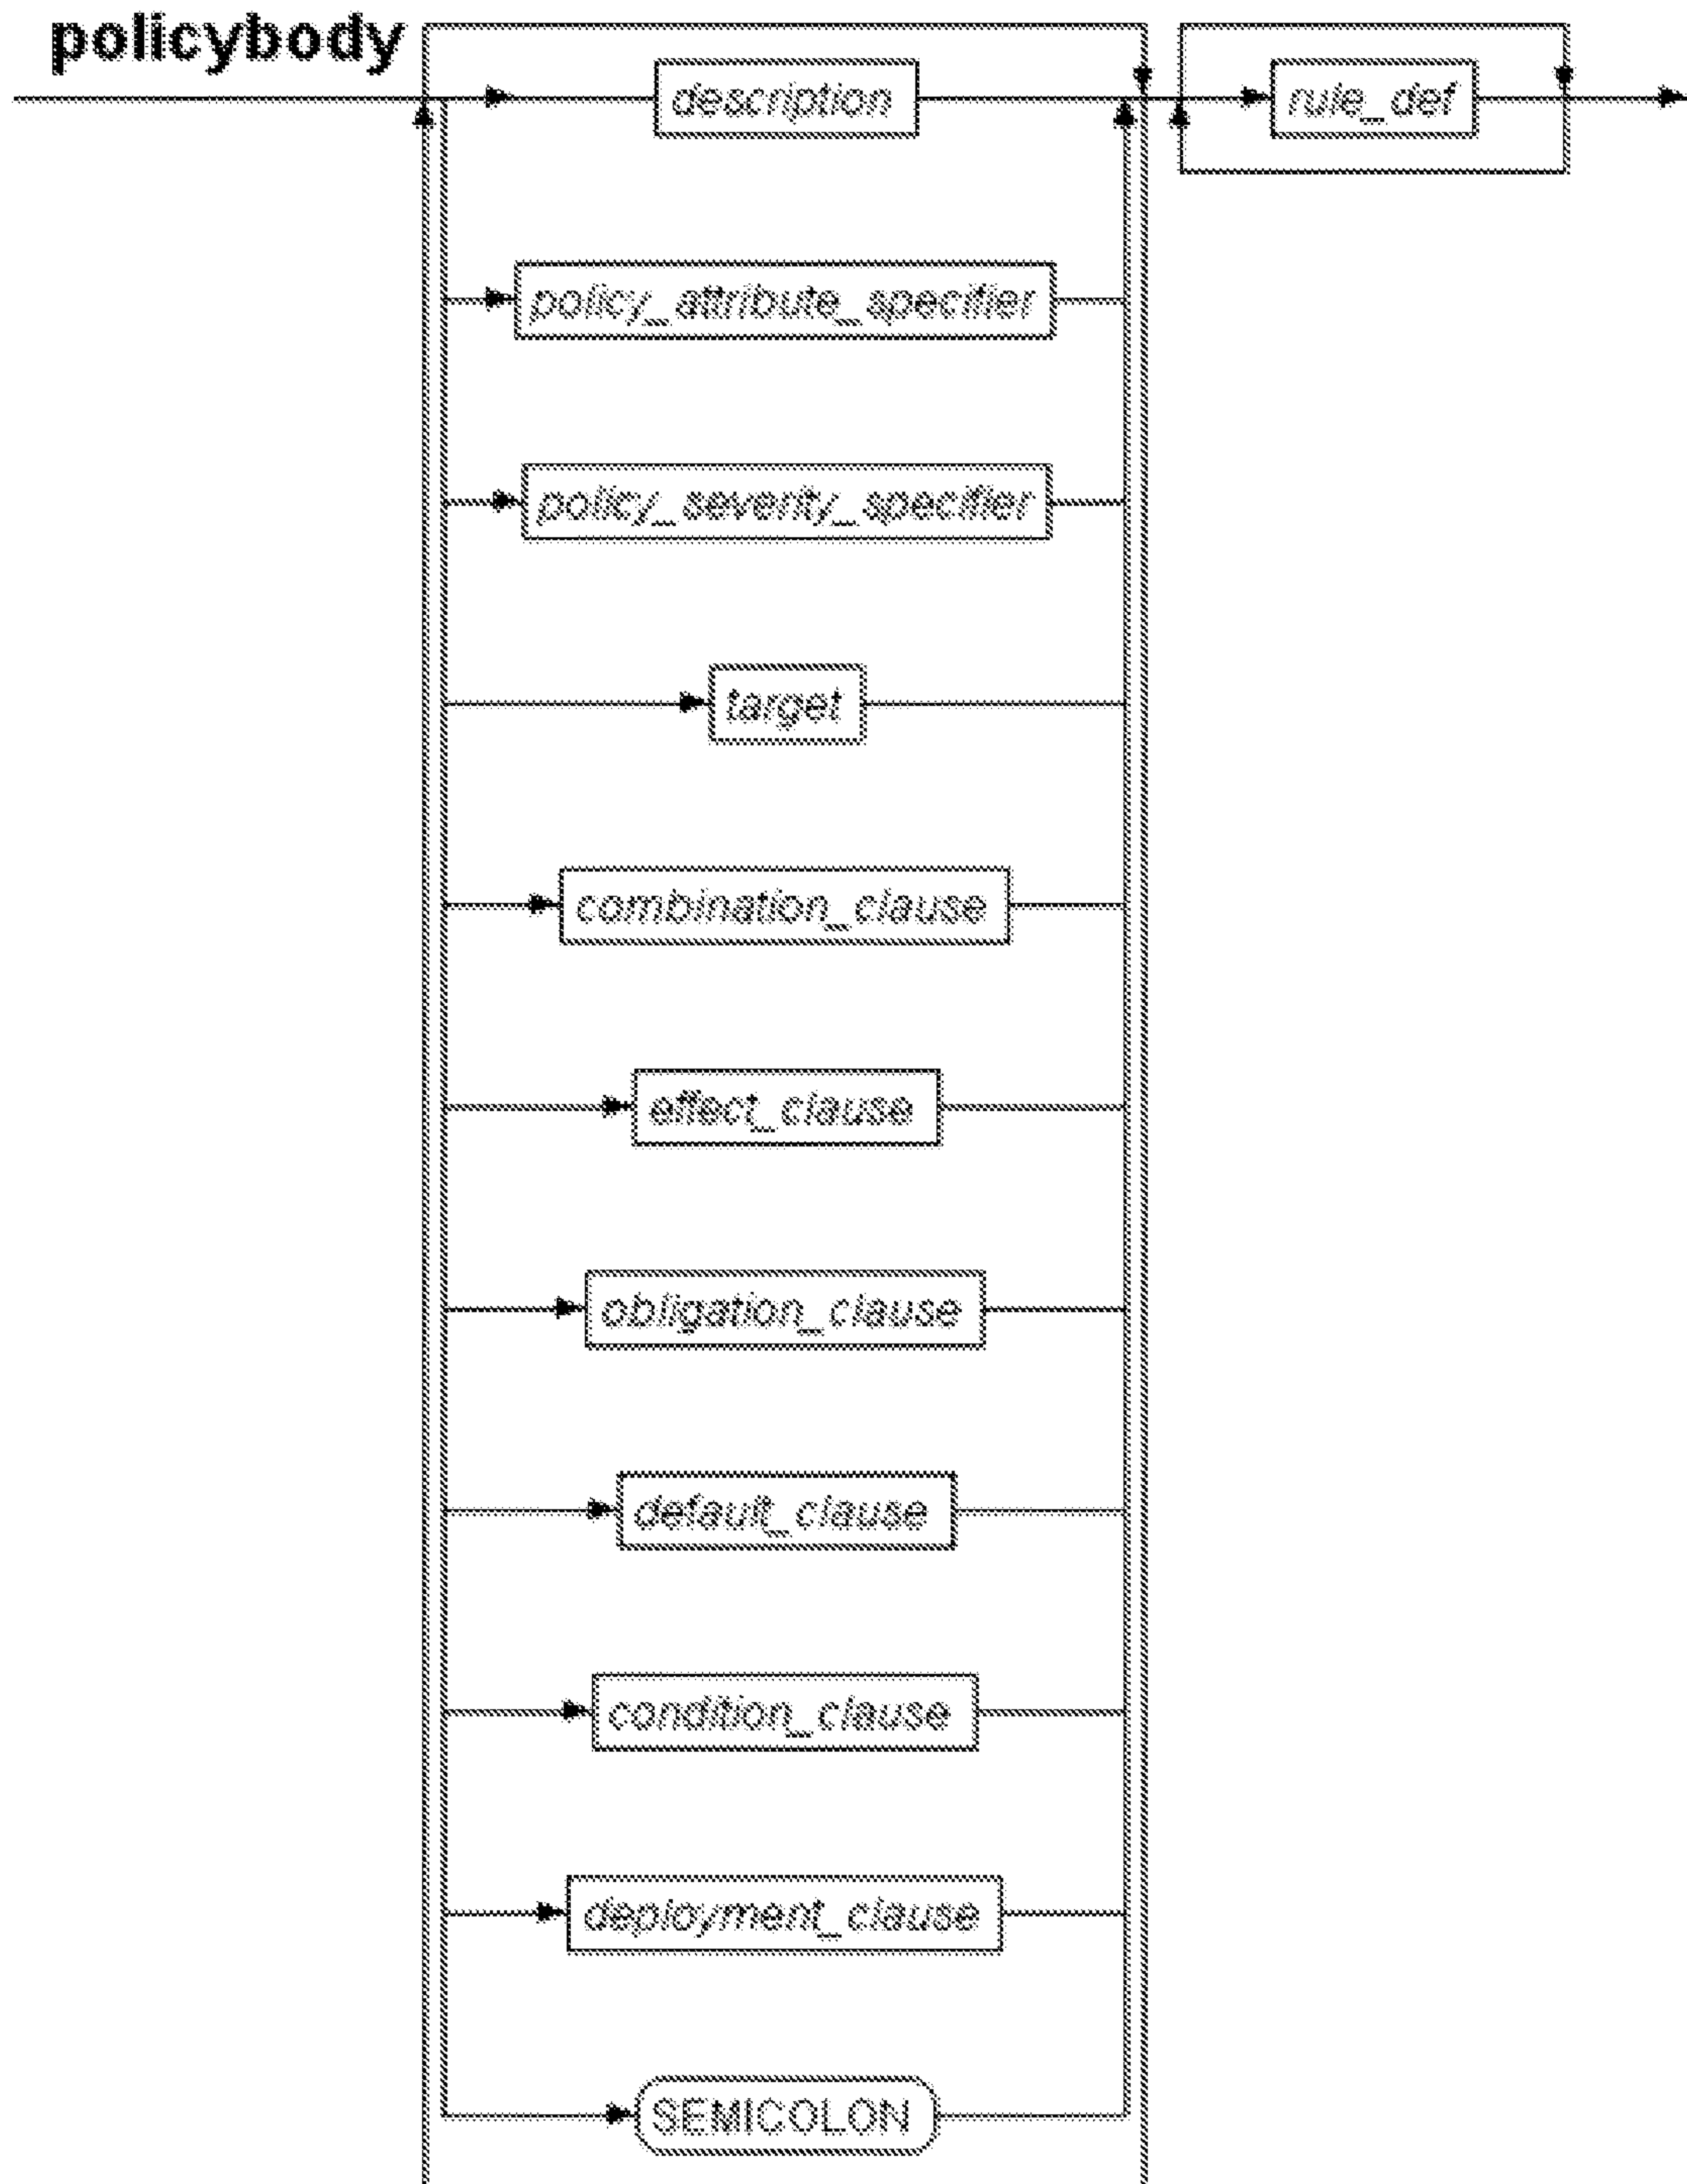 policybody
description
rule_def
policy_attribute_specifier
policy_severity_specifier
target
combination_clause
effect_clause
obligation_clause
default_clause
condition_clause
deployment_clause
SEMICOLON